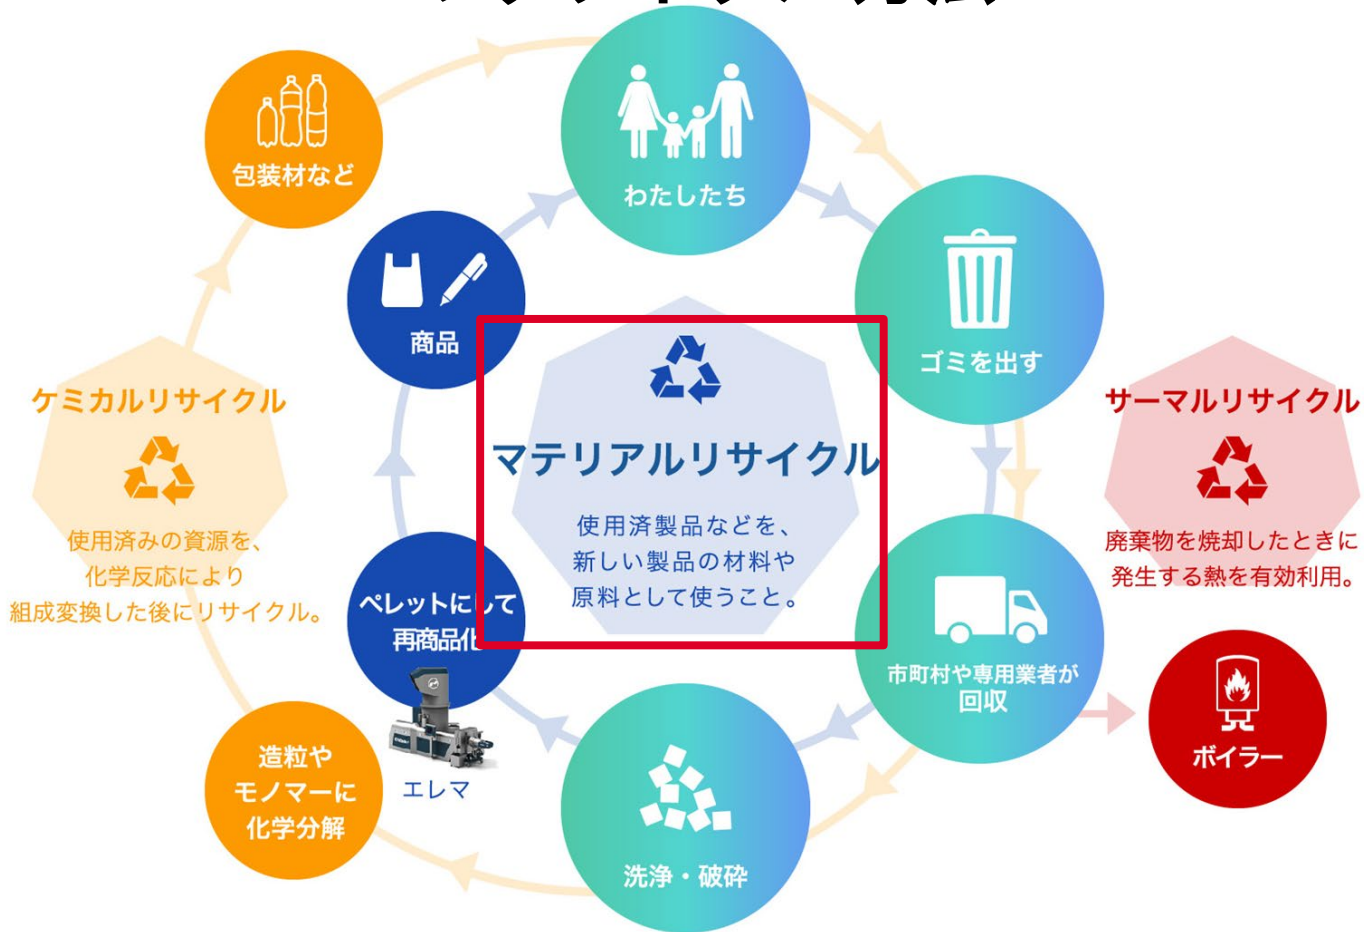 包装材など
わたしたち
商品
ゴミを出す
ケミカルリサイクル
使用済みの資源を、
化学反応により
組成変換した後にリサイクル。
マテリアルリサイクル
使用済製品などを、
新しい製品の材料や
原料として使うこと。
サーマルリサイクル
廃棄物を焼却したときに
発生する熱を有効利用。
ペレットにして
再商品化
エレマ
市町村や専用業者が
回収
ボイラー
造粒や
モノマーに
化学分解
洗浄・破砕